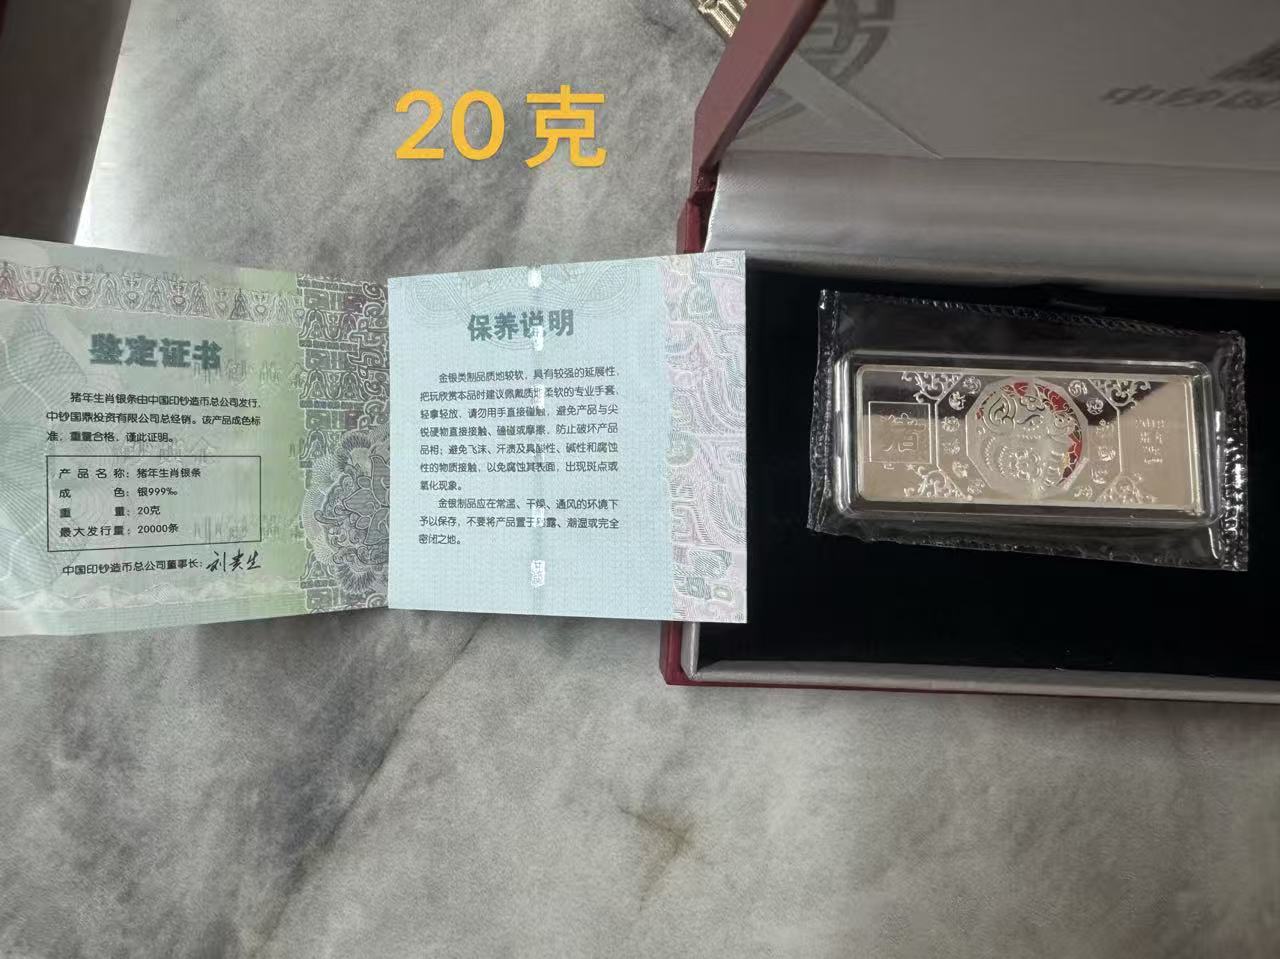 20克
中钞国
鉴定证书
猪年生肖银条由中国印钞造币总公司发行,
中钞国鼎投资有限公司总经销。该产品成色标
准,重量合格,谨此证明。
产品名称:猪年生肖银条
成色:银999‰
重量:20克
最大发行量:20000条
中国印钞造币总公司董事长:刘贵生
保养说明
金银类制品质地较软,具有较强的延展性,
把玩欣赏本品时建议佩戴质地柔软的专业手套,
轻拿轻放,请勿用手直接碰触,避免产品与尖
锐硬物直接接触、磕碰或摩擦,防止破坏产品
品相;避免飞沫、汗渍及具酸性、碱性和腐蚀
性的物质接触,以免腐蚀其表面,出现斑点或
氧化现象。
金银制品应在常温、干燥、通风的环境下
予以保存,不要将产品置于曝露、潮湿或完全
密闭之地。